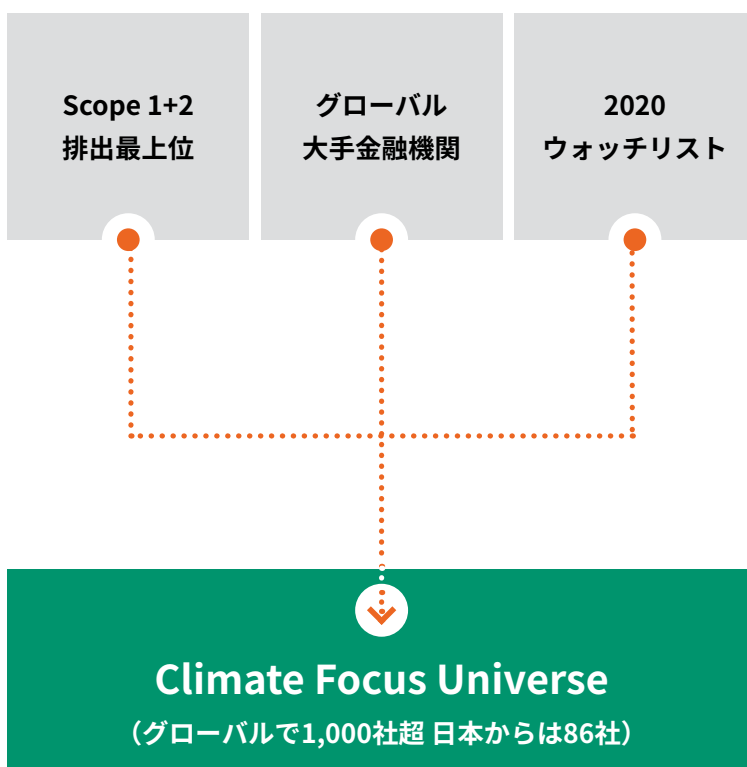 Scope 1+2
排出最上位
グローバル
大手金融機関
2020
ウォッチリスト
Climate Focus Universe
（グローバルで1,000社超 日本からは86社）